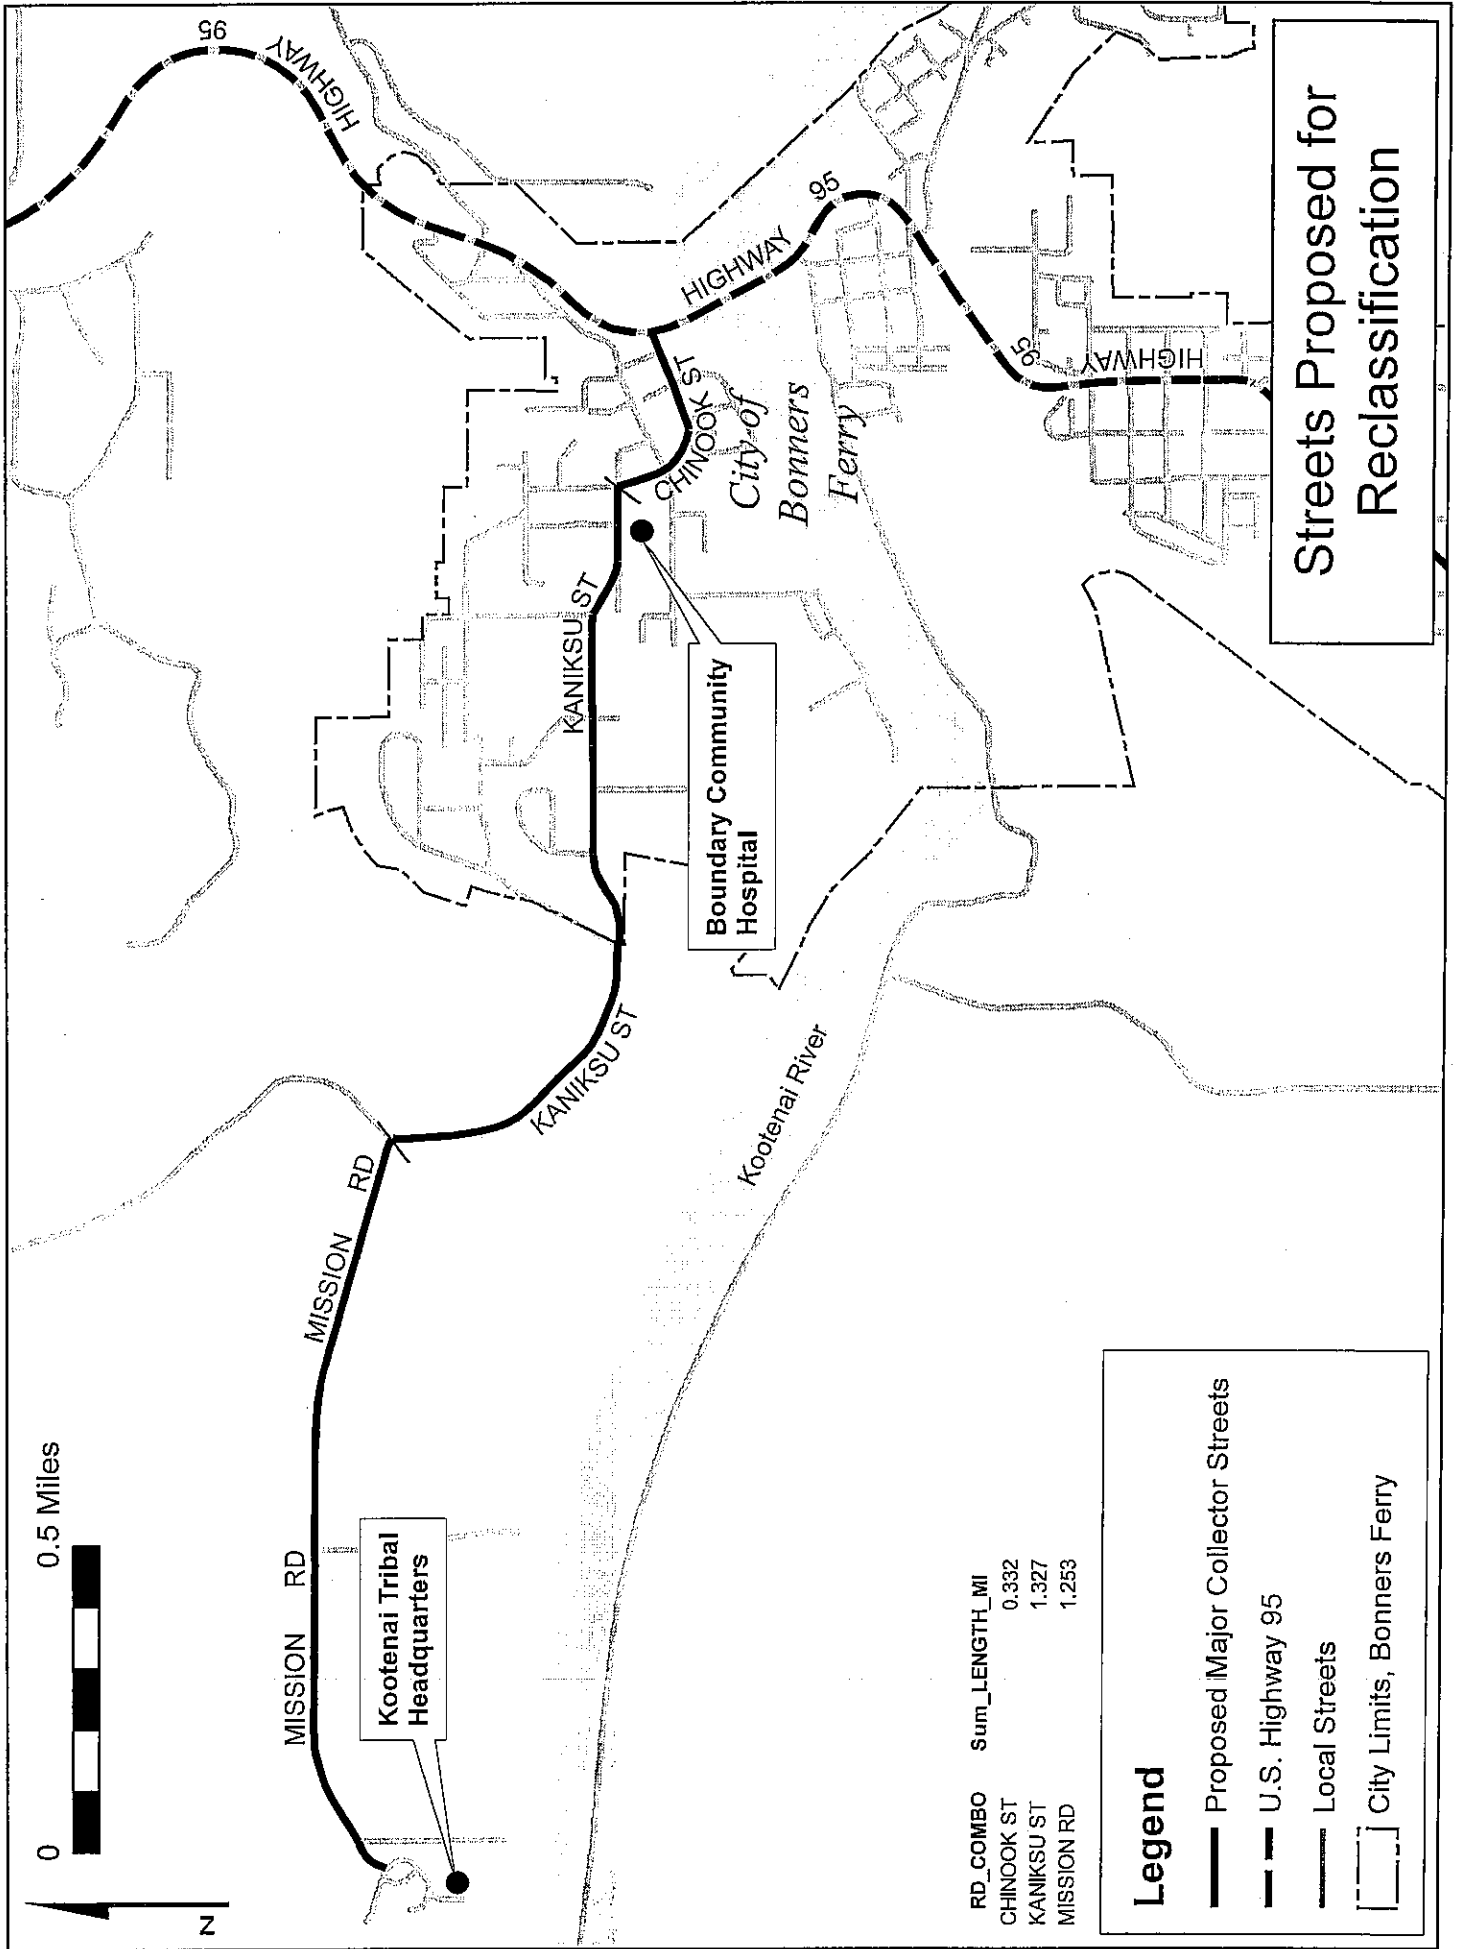 0 0.5 Miles
N
95
HIGHWAY
MISSION RD
MISSION RD
KANIKSU ST
KANIKSU ST
CHINOOK ST
HIGHWAY
95
95
HIGHWAY
Kootenai Tribal
Headquarters
Boundary Community
Hospital
City of
Bonners
Ferry
Kootenai River
RD_COMBO Sum_LENGTH_MI
CHINOOK ST 0.332
KANIKSU ST 1.327
MISSION RD 1.253
Legend
Proposed Major Collector Streets
U.S. Highway 95
Local Streets
City Limits, Bonners Ferry
Streets Proposed for
Reclassification